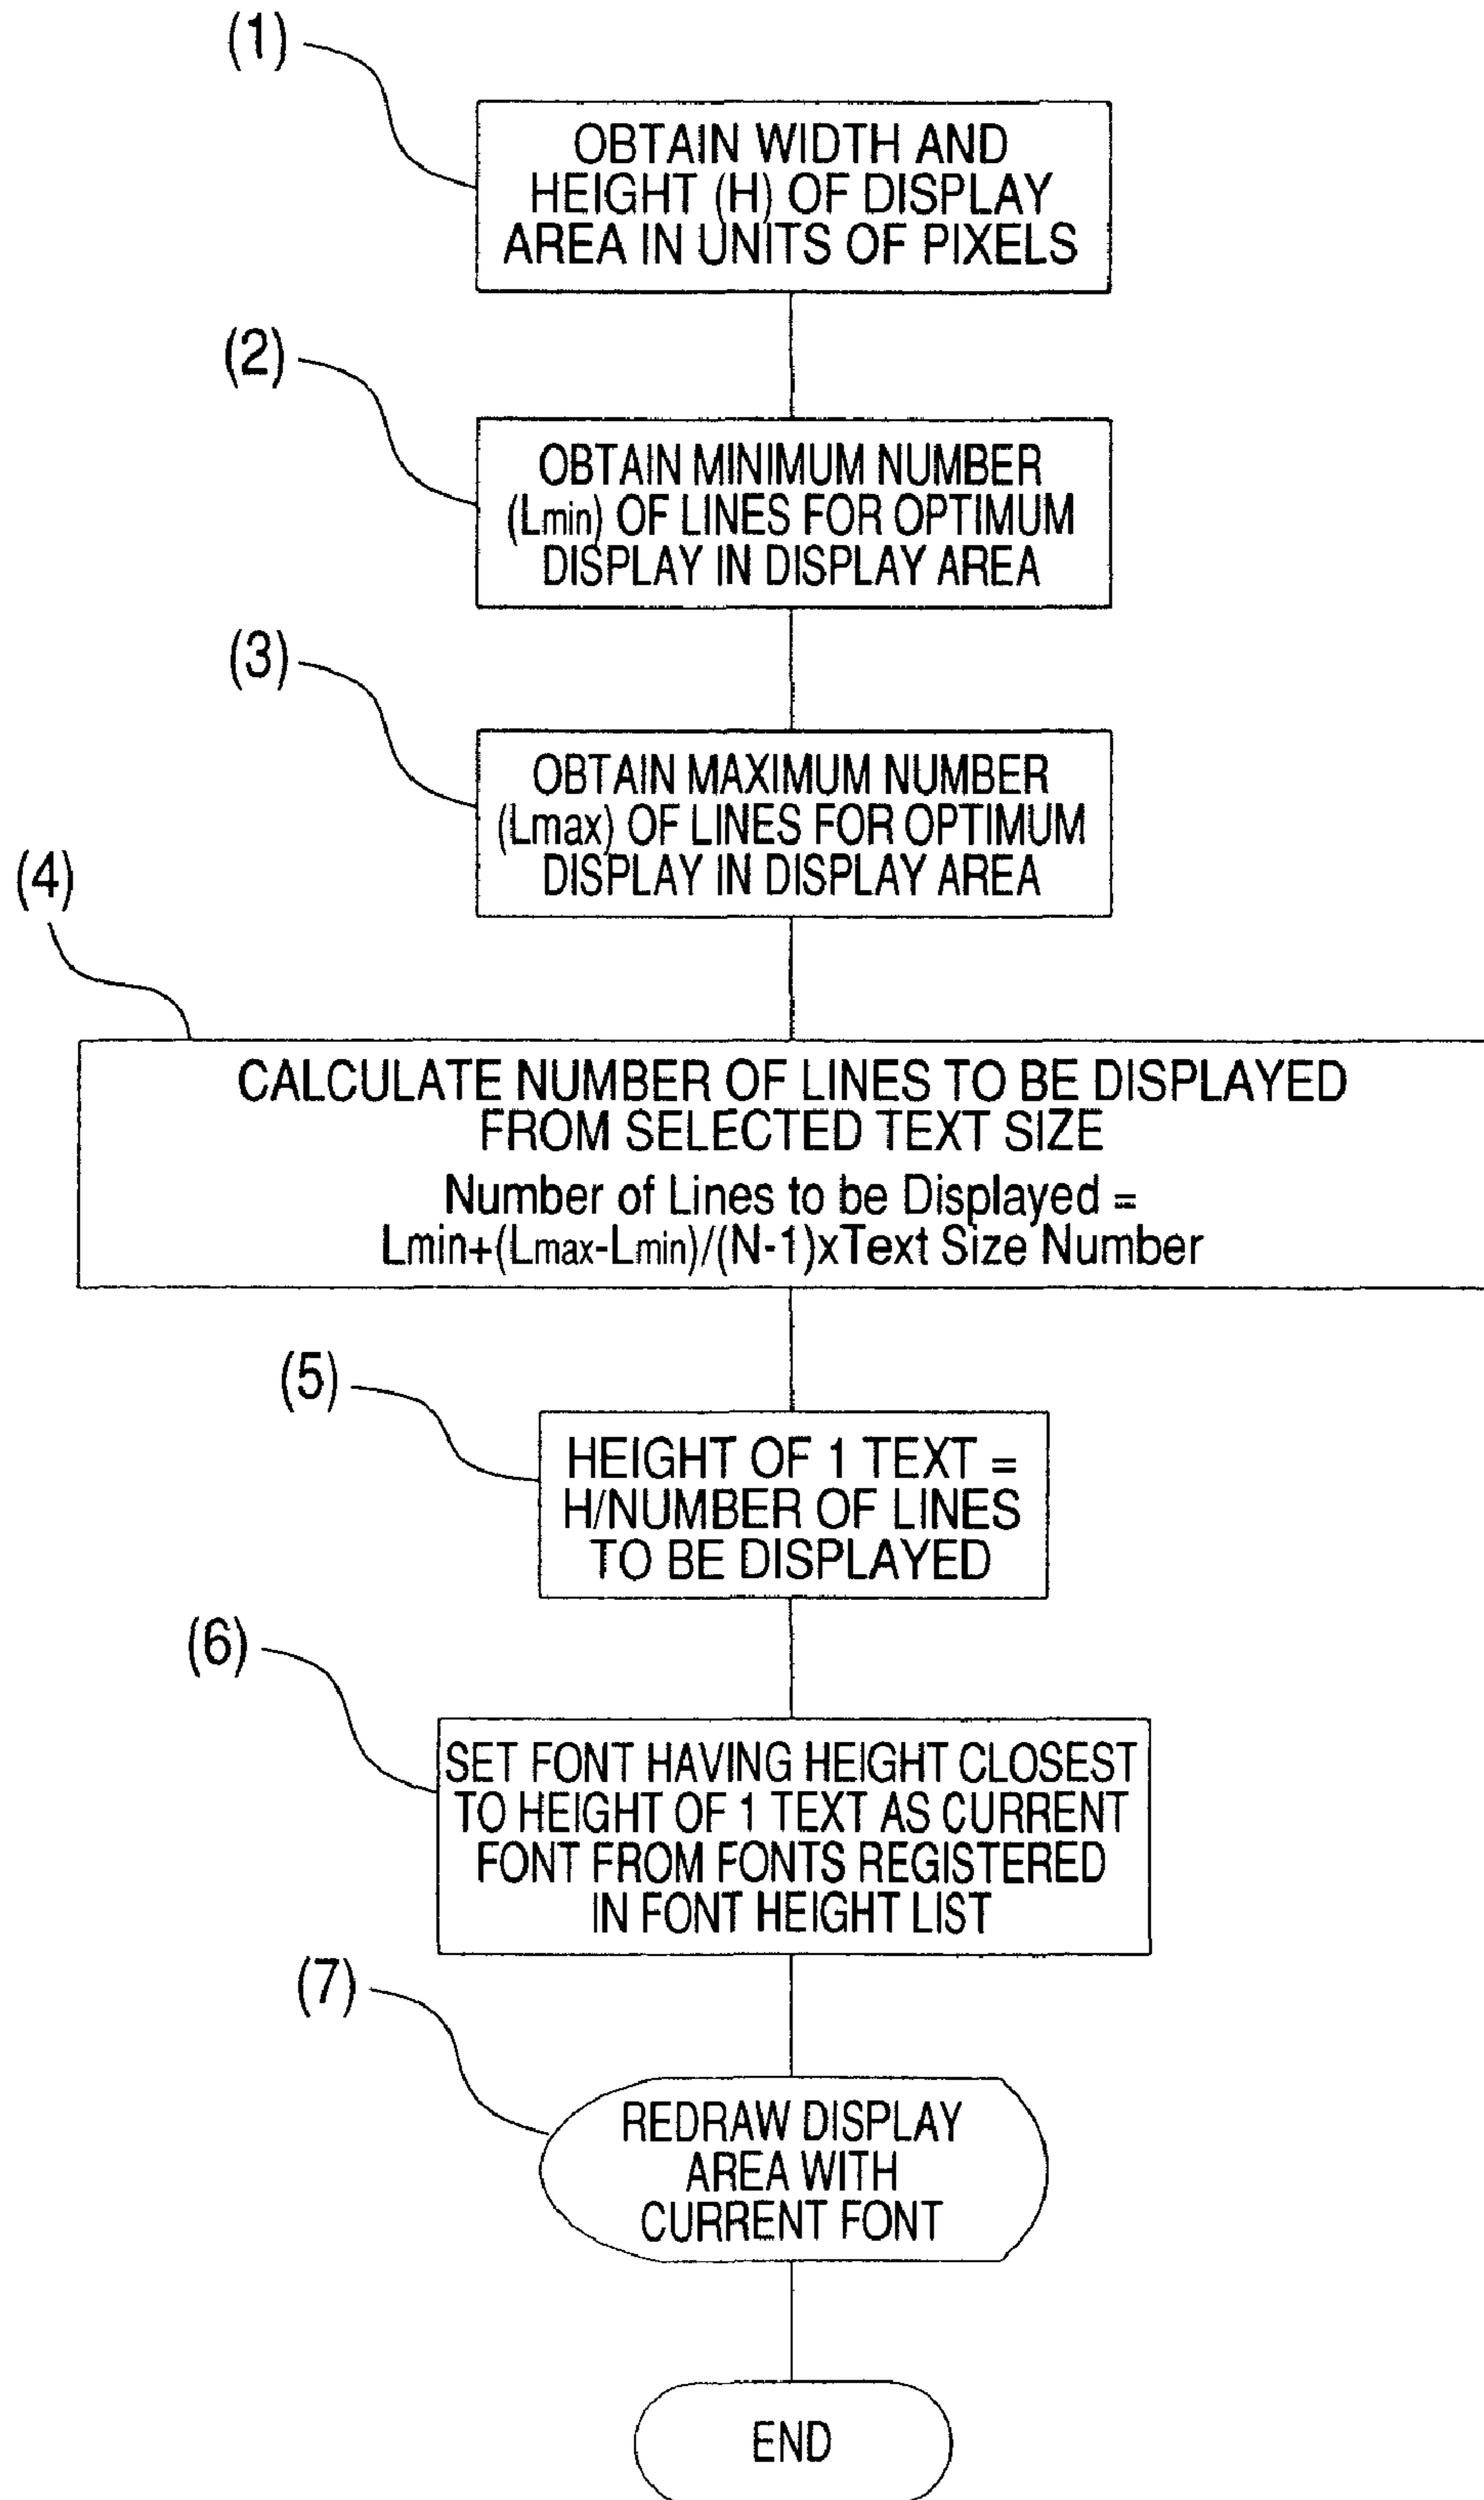 (1)
OBTAIN WIDTH AND
HEIGHT (H) OF DISPLAY
AREA IN UNITS OF PIXELS
(2)
OBTAIN MINIMUM NUMBER
(Lmin) OF LINES FOR OPTIMUM
DISPLAY IN DISPLAY AREA
(3)
OBTAIN MAXIMUM NUMBER
(Lmax) OF LINES FOR OPTIMUM
DISPLAY IN DISPLAY AREA
(4)
CALCULATE NUMBER OF LINES TO BE DISPLAYED
FROM SELECTED TEXT SIZE
Number of Lines to be Displayed =
Lmin+(Lmax-Lmin)/(N-1)xText Size Number
(5)
HEIGHT OF 1 TEXT =
H/NUMBER OF LINES
TO BE DISPLAYED
(6)
SET FONT HAVING HEIGHT CLOSEST
TO HEIGHT OF 1 TEXT AS CURRENT
FONT FROM FONTS REGISTERED
IN FONT HEIGHT LIST
(7)
REDRAW DISPLAY
AREA WITH
CURRENT FONT
END